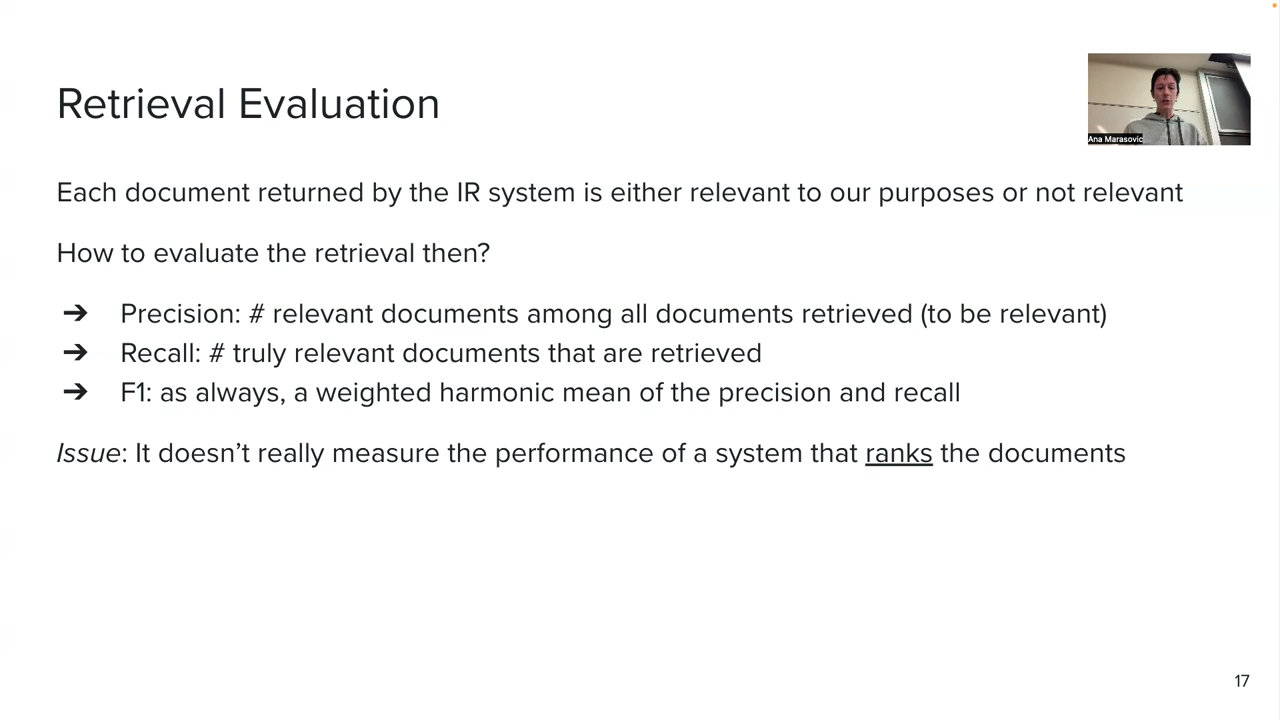 Retrieval Evaluation
Ana Marasovic
Each document returned by the IR system is either relevant to our purposes or not relevant
How to evaluate the retrieval then?
➔ Precision: # relevant documents among all documents retrieved (to be relevant)
➔ Recall: # truly relevant documents that are retrieved
➔ F1: as always, a weighted harmonic mean of the precision and recall
Issue: It doesn’t really measure the performance of a system that ranks the documents
17